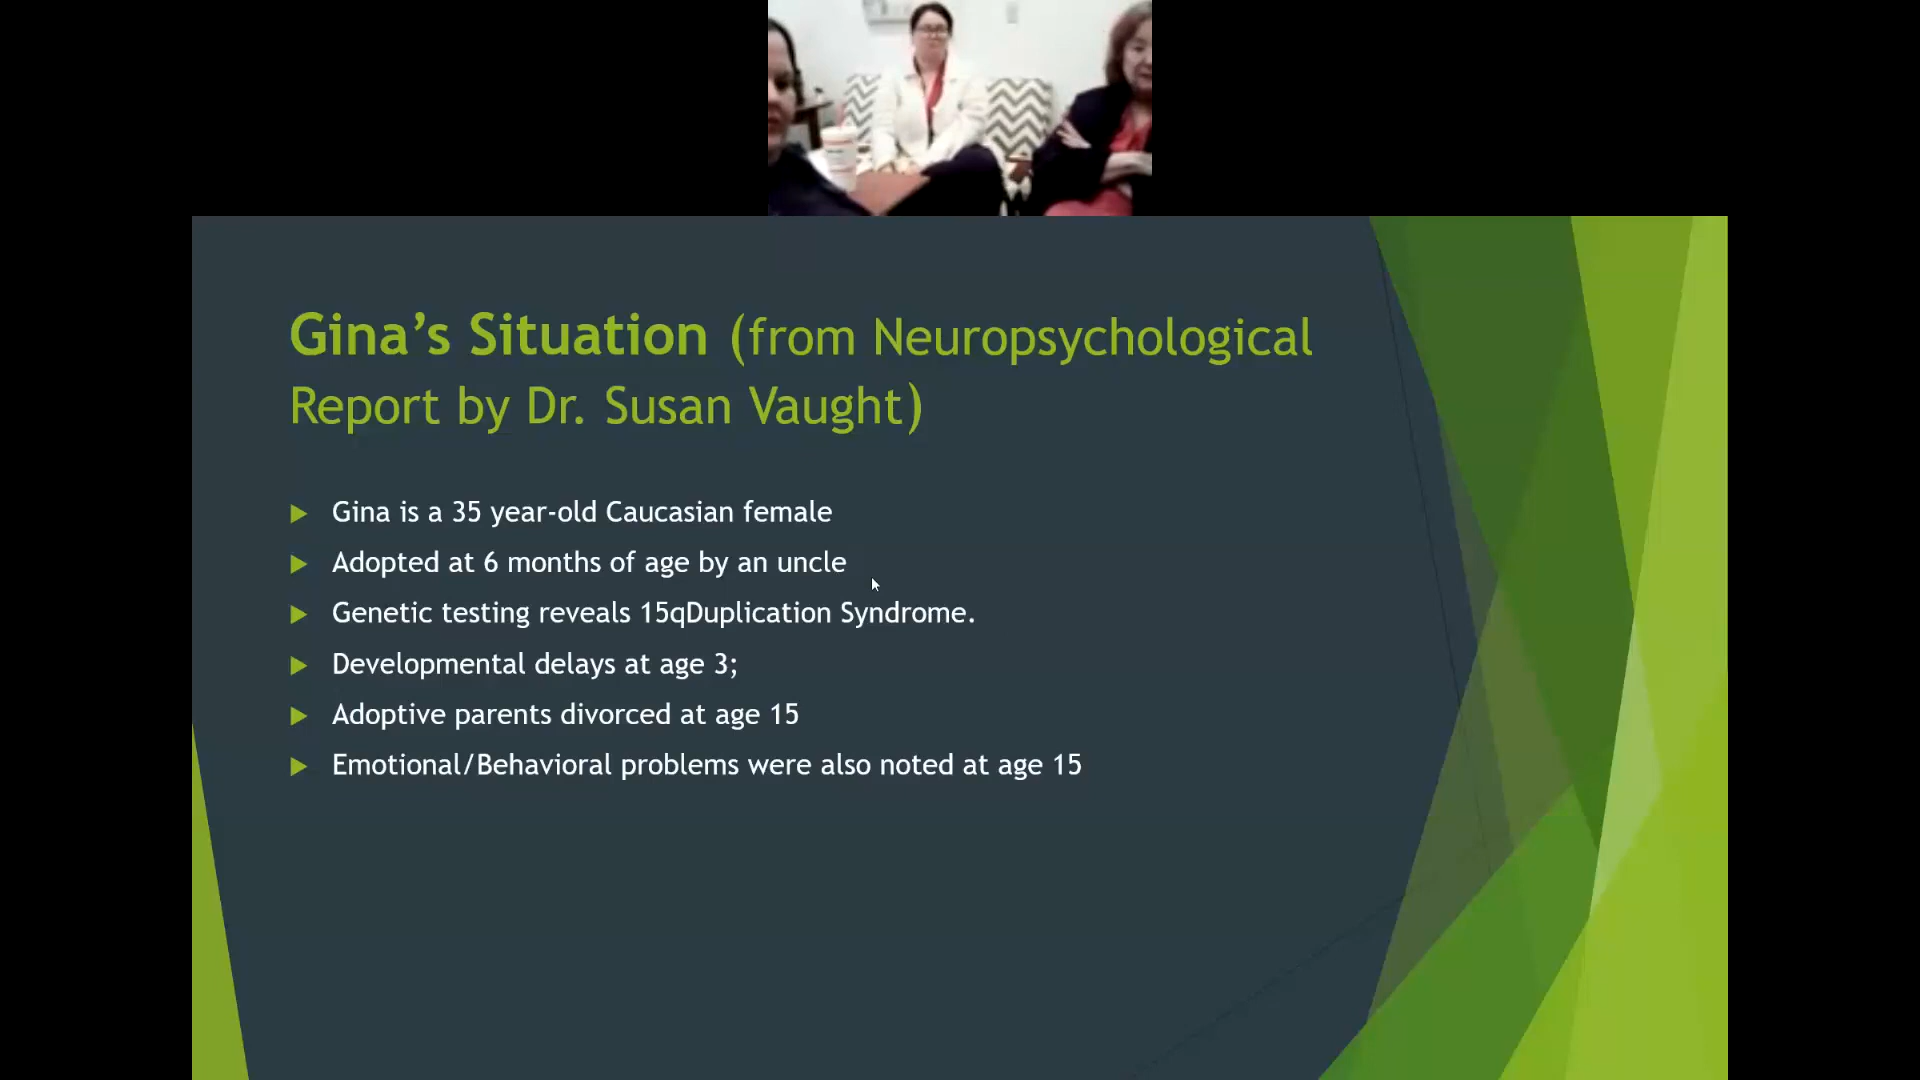 Gina’s Situation (from Neuropsychological
Report by Dr. Susan Vaught)
Gina is a 35 year-old Caucasian female
Adopted at 6 months of age by an uncle
Genetic testing reveals 15qDuplication Syndrome.
Developmental delays at age 3;
Adoptive parents divorced at age 15
Emotional/Behavioral problems were also noted at age 15